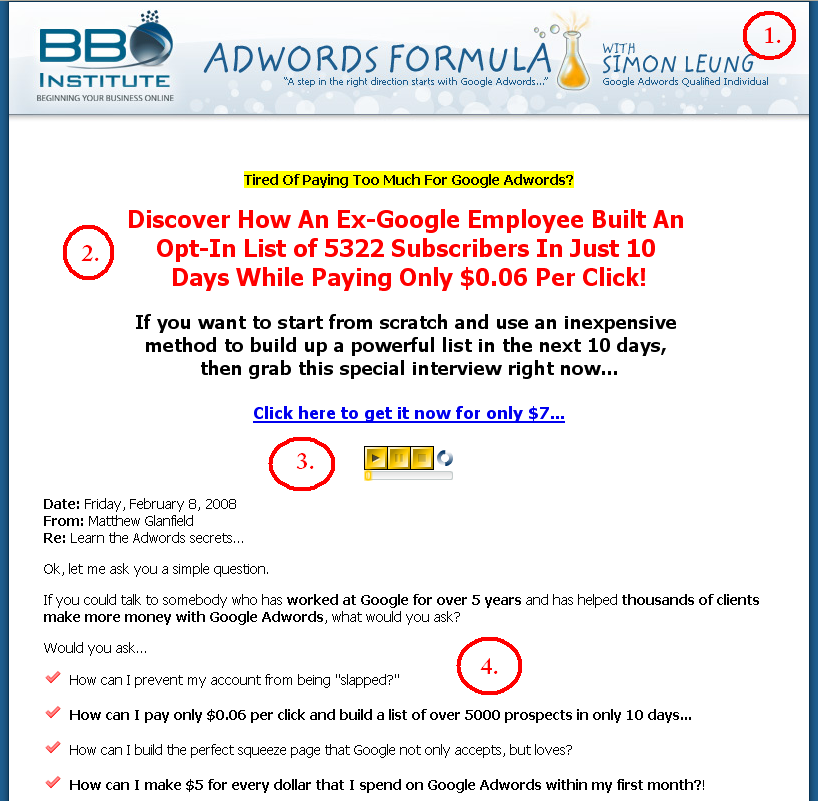 BBO
INSTITUTE
BEGINNING YOUR BUSINESS ONLINE
ADWORDS FORMULA
"A step in the right direction starts with Google Adwords..."
WITH
SIMON LEUNG
Google Adwords Qualified Individual
1.
Tired Of Paying Too Much For Google Adwords?
Discover How An Ex-Google Employee Built An
Opt-In List of 5322 Subscribers In Just 10
Days While Paying Only $0.06 Per Click!
2.
If you want to start from scratch and use an inexpensive
method to build up a powerful list in the next 10 days,
then grab this special interview right now...
Click here to get it now for only $7...
3.
Date: Friday, February 8, 2008
From: Matthew Glanfield
Re: Learn the Adwords secrets...
Ok, let me ask you a simple question.
If you could talk to somebody who has worked at Google for over 5 years and has helped thousands of clients
make more money with Google Adwords, what would you ask?
Would you ask...
4.
How can I prevent my account from being "slapped?"
How can I pay only $0.06 per click and build a list of over 5000 prospects in only 10 days...
How can I build the perfect squeeze page that Google not only accepts, but loves?
How can I make $5 for every dollar that I spend on Google Adwords within my first month?!